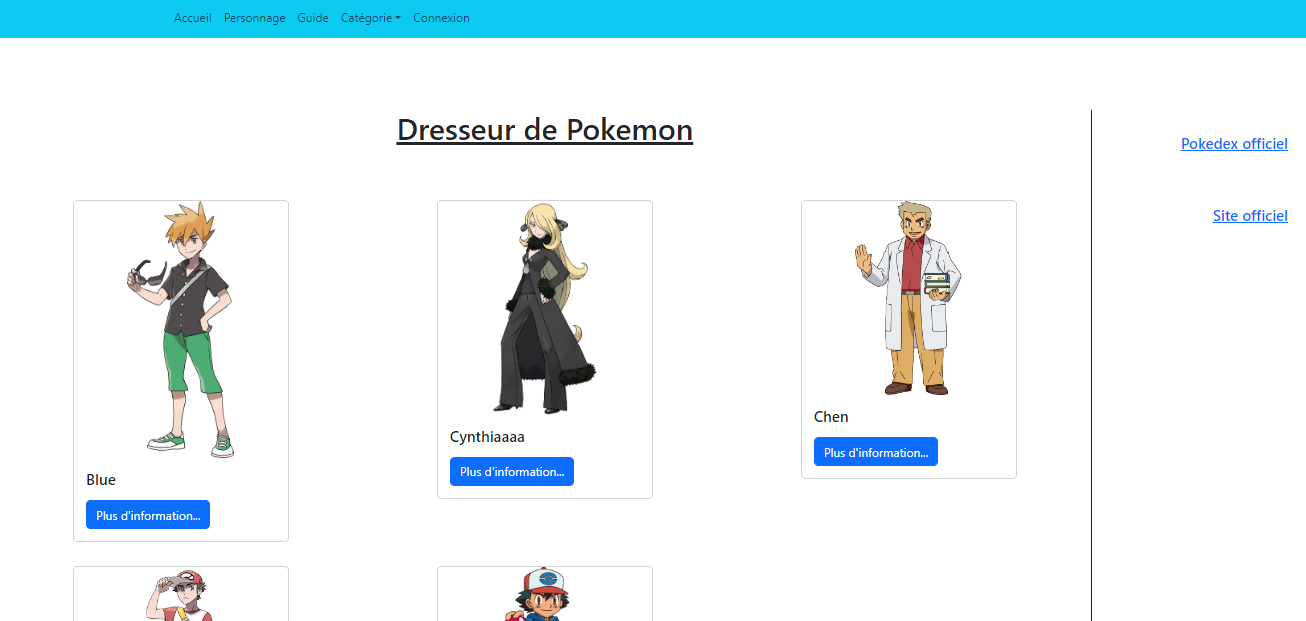 Accueil Personnage Guide Catégorie Connexion
Dresseur de Pokemon
Pokedex officiel
Site officiel
Blue
Plus d'information...
Cynthiaaaa
Plus d'information...
Chen
Plus d'information...